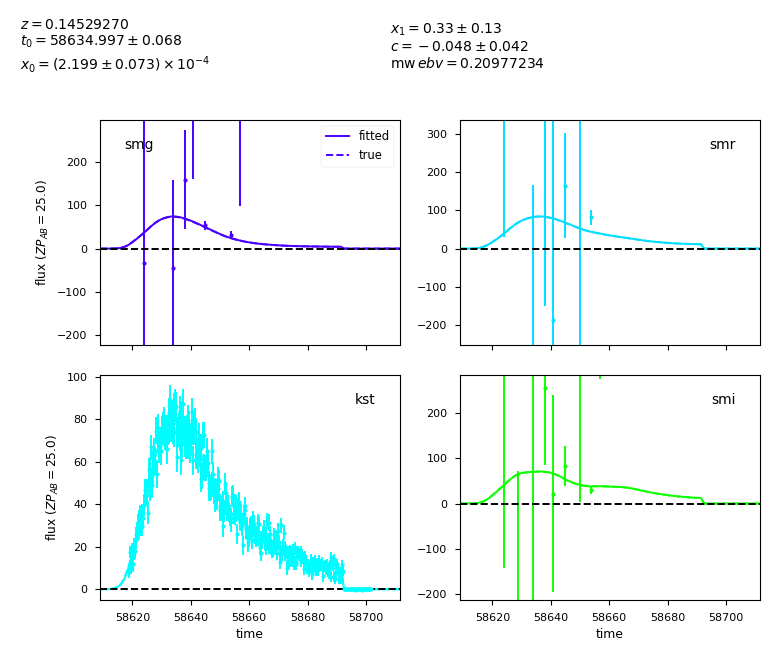 z = 0.14529270
t₀ = 58634.997 ± 0.068
x₀ = (2.199 ± 0.073) × 10⁻⁴
x₁ = 0.33 ± 0.13
c = −0.048 ± 0.042
mw ebv = 0.20977234
smg
fitted
true
200
100
0
−100
−200
flux (ZP_AB = 25.0)
smr
300
200
100
0
−100
−200
kst
100
80
60
40
20
0
flux (ZP_AB = 25.0)
58620 58640 58660 58680 58700
time
smi
200
100
0
−100
−200
58620 58640 58660 58680 58700
time